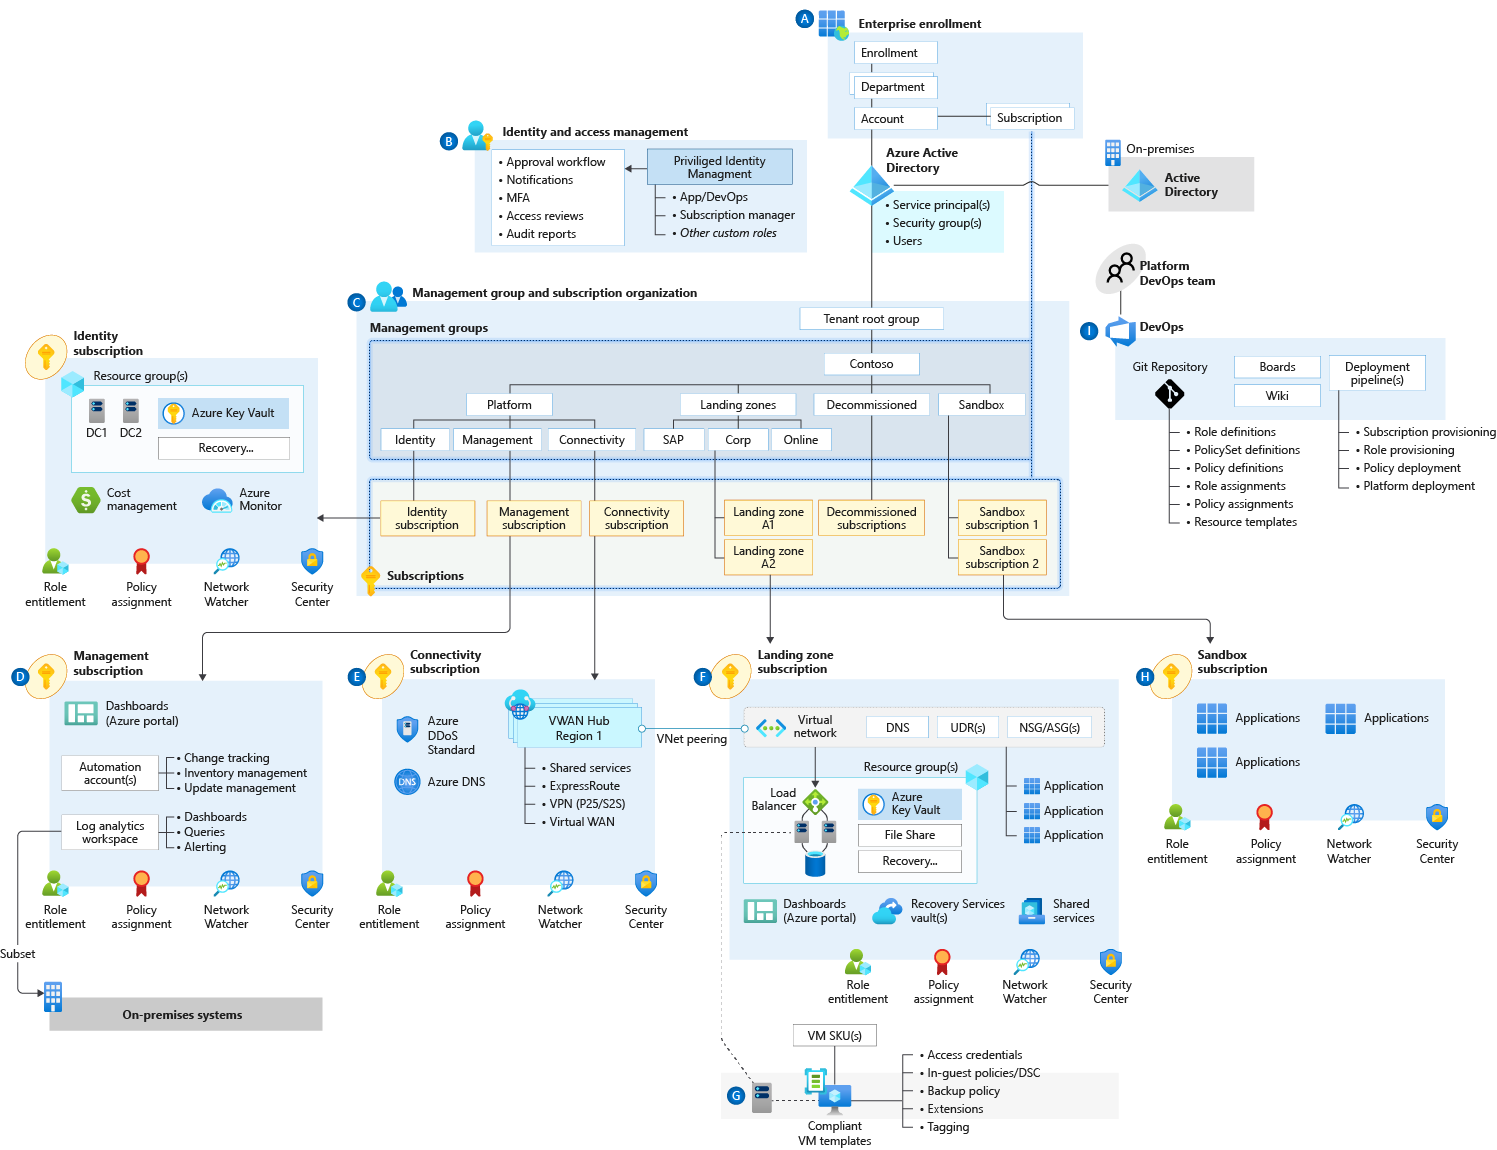 A
Enterprise enrollment
Enrollment
Department
Account
Subscription
B
Identity and access management
• Approval workflow
• Notifications
• MFA
• Access reviews
• Audit reports
Priviliged Identity
Managment
• App/DevOps
• Subscription manager
• Other custom roles
Azure Active
Directory
• Service principal(s)
• Security group(s)
• Users
On-premises
Active
Directory
Platform
DevOps team
I
DevOps
Git Repository
Boards
Wiki
Deployment
pipeline(s)
• Role definitions
• PolicySet definitions
• Policy definitions
• Role assignments
• Policy assignments
• Resource templates
• Subscription provisioning
• Role provisioning
• Policy deployment
• Platform deployment
C
Management group and subscription organization
Management groups
Tenant root group
Contoso
Platform
Landing zones
Decommissioned
Sandbox
Identity
Management
Connectivity
SAP
Corp
Online
Identity
subscription
Management
subscription
Connectivity
subscription
Landing zone
A1
Landing zone
A2
Decommissioned
subscriptions
Sandbox
subscription 1
Sandbox
subscription 2
Subscriptions
Identity
subscription
Resource group(s)
DC1
DC2
Azure Key Vault
Recovery...
Cost
management
Azure
Monitor
Role
entitlement
Policy
assignment
Network
Watcher
Security
Center
D
Management
subscription
Dashboards
(Azure portal)
Automation
account(s)
• Change tracking
• Inventory management
• Update management
Log analytics
workspace
• Dashboards
• Queries
• Alerting
Role
entitlement
Policy
assignment
Network
Watcher
Security
Center
Subset
On-premises systems
E
Connectivity
subscription
Azure
DDoS
Standard
DNS
Azure DNS
VWAN Hub
Region 1
• Shared services
• ExpressRoute
• VPN (P25/S2S)
• Virtual WAN
Role
entitlement
Policy
assignment
Network
Watcher
Security
Center
VNet peering
F
Landing zone
subscription
Virtual
network
DNS
UDR(s)
NSG/ASG(s)
Resource group(s)
Load
Balancer
Azure
Key Vault
File Share
Recovery...
Application
Application
Application
Dashboards
(Azure portal)
Recovery Services
vault(s)
Shared
services
Role
entitlement
Policy
assignment
Network
Watcher
Security
Center
H
Sandbox
subscription
Applications
Applications
Applications
Role
entitlement
Policy
assignment
Network
Watcher
Security
Center
G
VM SKU(s)
Compliant
VM templates
• Access credentials
• In-guest policies/DSC
• Backup policy
• Extensions
• Tagging